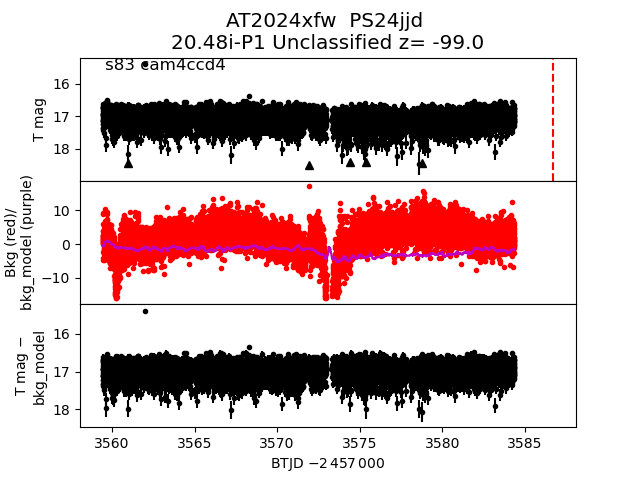 AT2024xfw  PS24jjd
20.48i-P1 Unclassified z= -99.0
s83 cam4ccd4
T mag
16
17
18
Bkg (red)/
bkg_model (purple)
10
0
−10
T mag −
bkg_model
16
17
18
3560 3565 3570 3575 3580 3585
BTJD −2 457 000